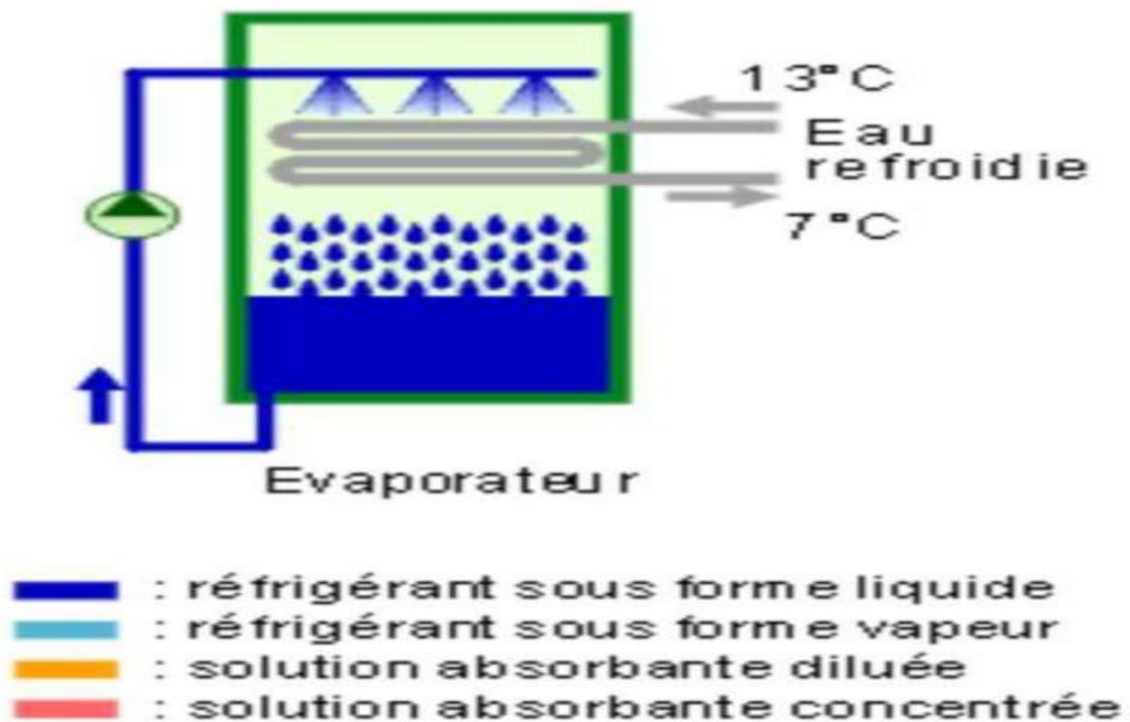 13°C
Eau
refroidie
7°C
Evaporateur
: réfrigérant sous forme liquide
: réfrigérant sous forme vapeur
: solution absorbante diluée
: solution absorbante concentrée